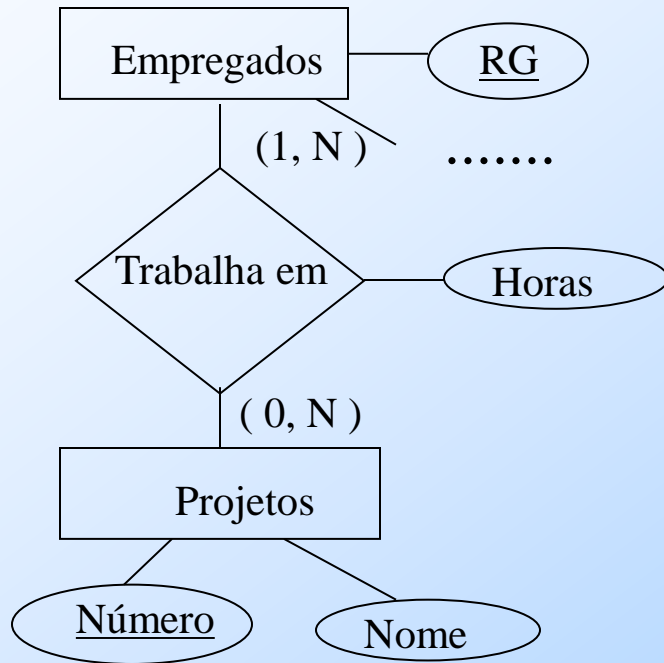 Empregados
RG
(1, N )
.......
Trabalha em
Horas
( 0, N )
Projetos
Número
Nome